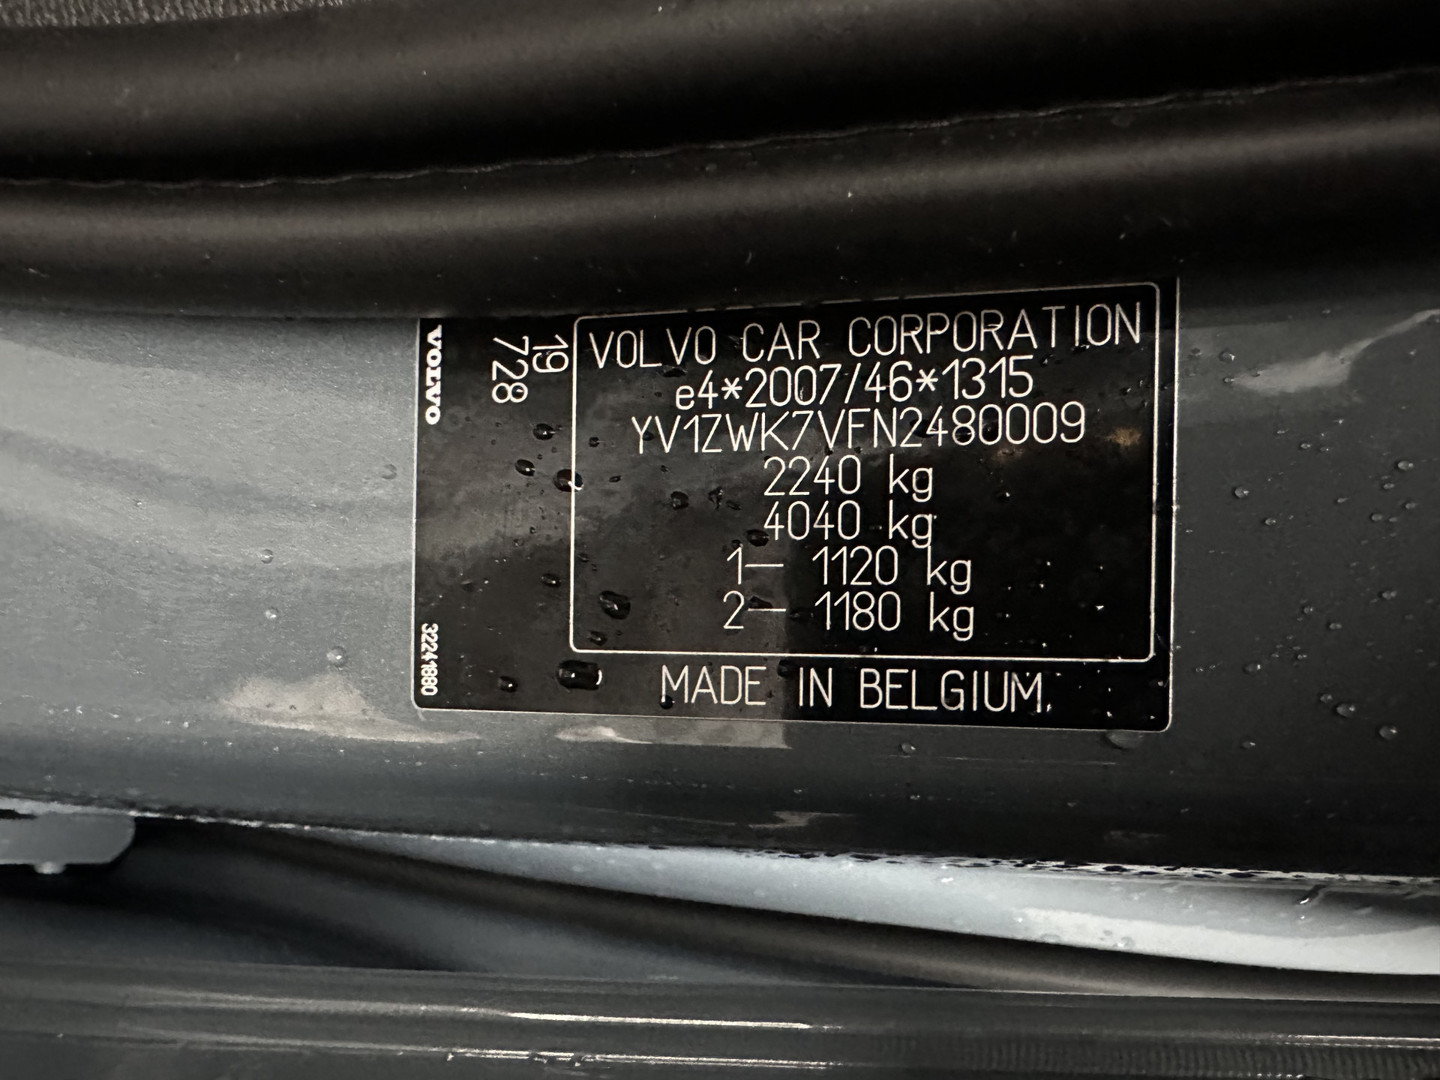 VOLVO
19
728
VOLVO CAR CORPORATION
e4*2007/46*1315
YV1ZWK7VFN2480009
2240 kg
4040 kg
1— 1120 kg
2— 1180 kg
MADE IN BELGIUM.
32241880